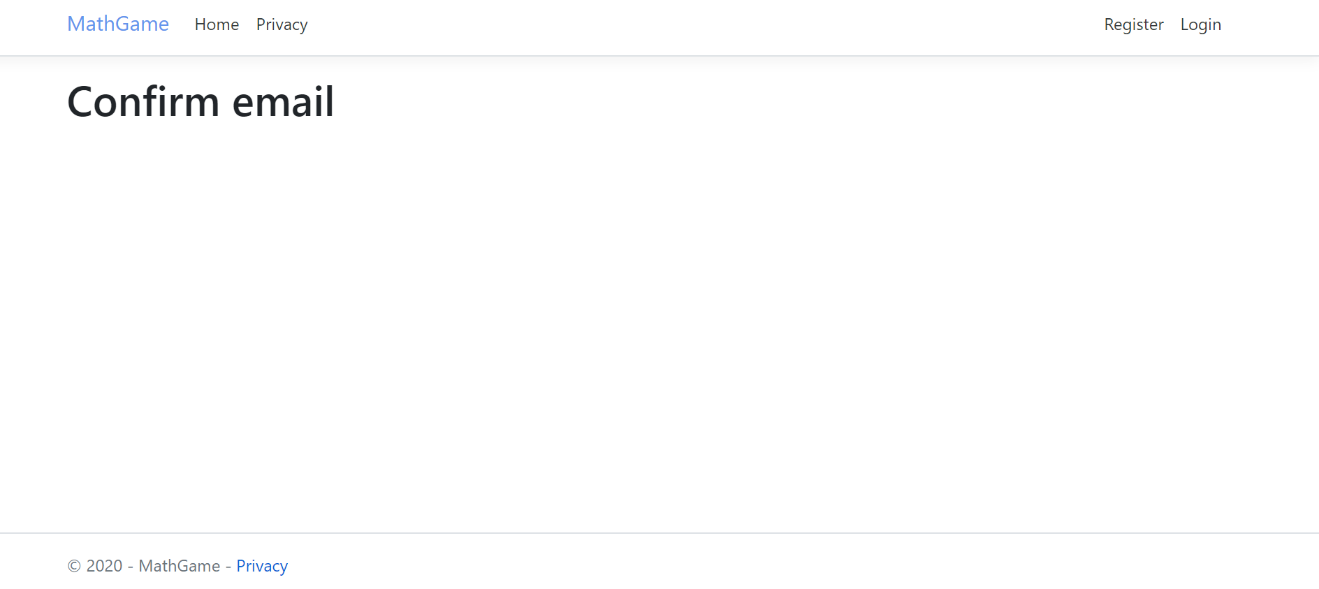 MathGame Home Privacy Register Login
Confirm email
© 2020 - MathGame - Privacy